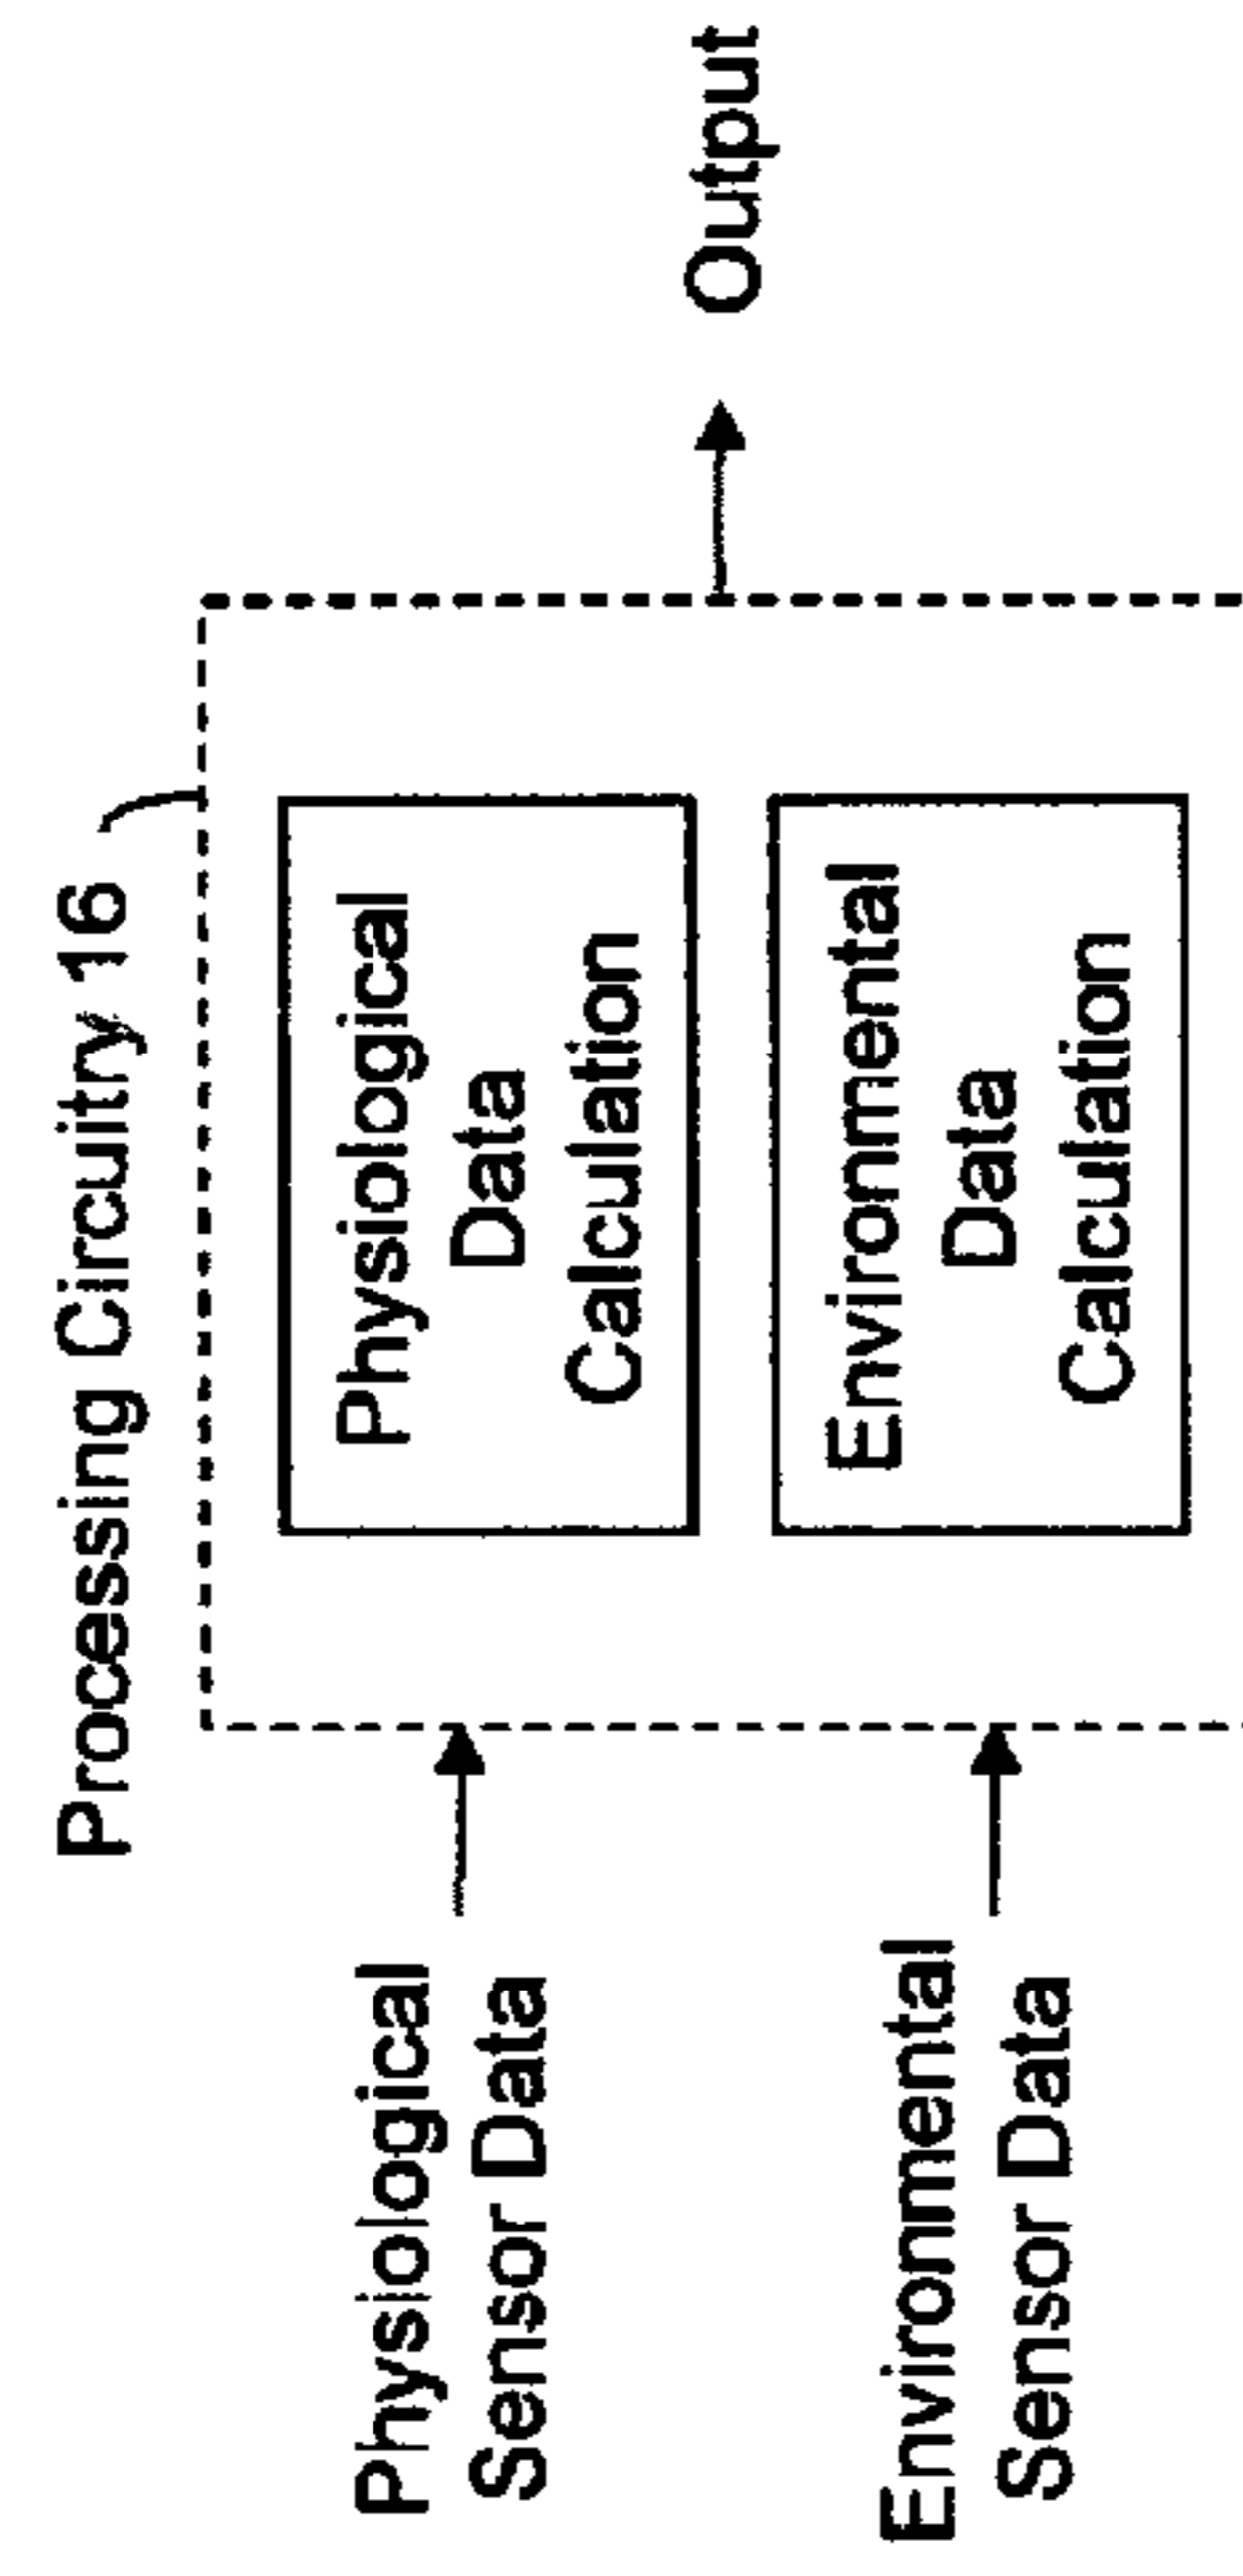 Processing Circuitry 16
Physiological
Sensor Data
Environmental
Sensor Data
Physiological
Data
Calculation
Environmental
Data
Calculation
Output